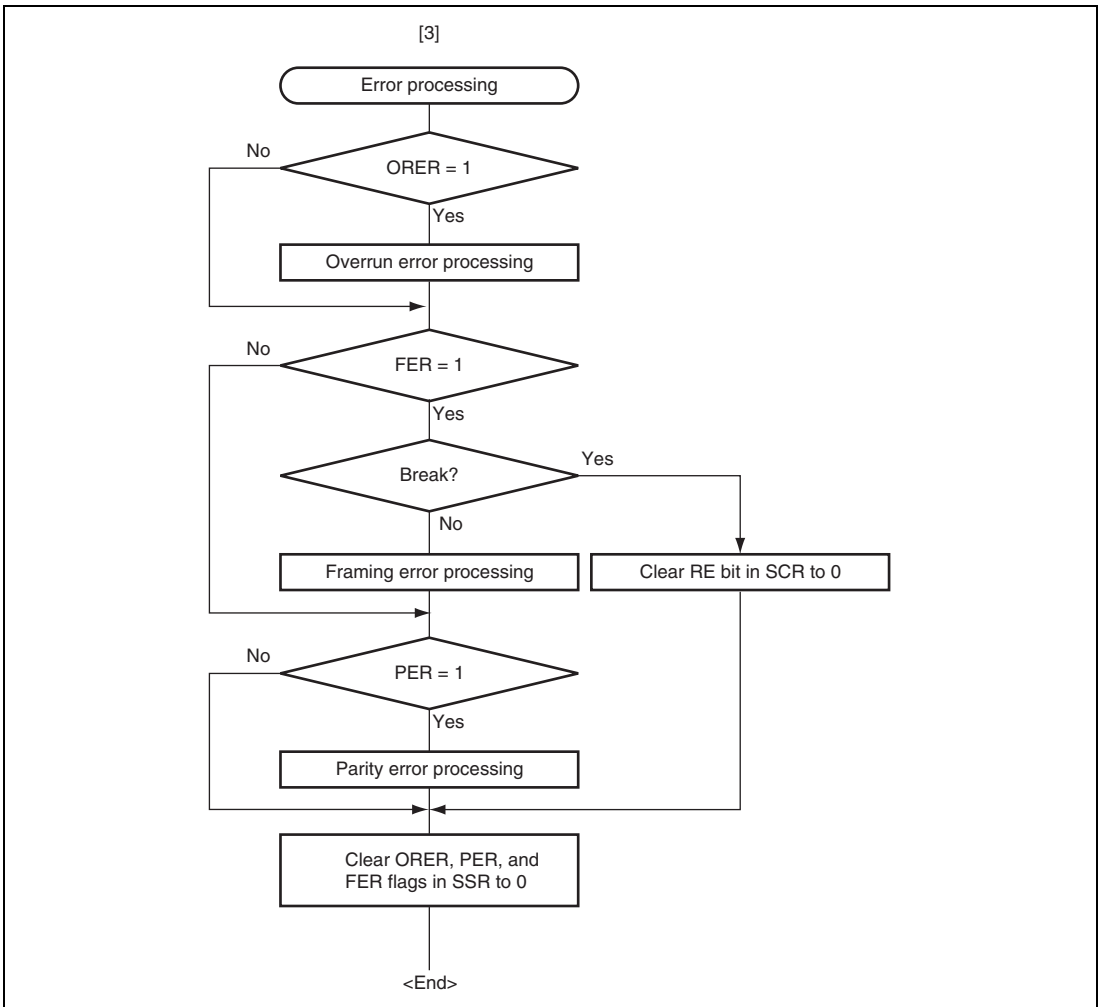 [3]
Error processing
No
ORER = 1
Yes
Overrun error processing
No
FER = 1
Yes
Break?
Yes
No
Framing error processing
Clear RE bit in SCR to 0
No
PER = 1
Yes
Parity error processing
Clear ORER, PER, and
FER flags in SSR to 0
<End>